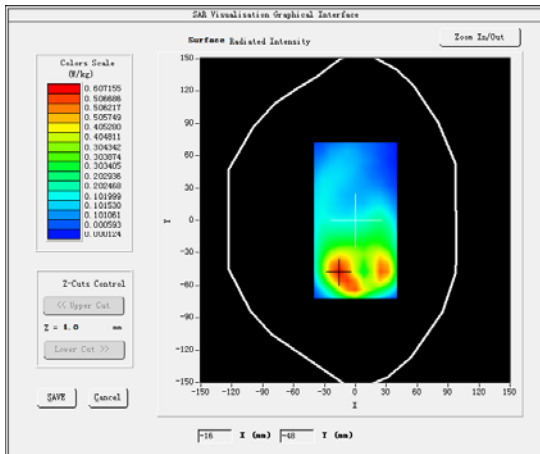 SAR Visualisation Graphical Interface
Surface Radiated Intensity
Zoom In/Out
Colors Scale
(W/kg)
0.607155
0.506686
0.506217
0.505749
0.405280
0.404811
0.304342
0.303874
0.303405
0.202936
0.202468
0.101999
0.101530
0.101061
0.000593
0.000124
150
120
90
60
30
0
-30
-60
-90
-120
-150
Y
-150 -120 -90 -60 -30 0 30 60 90 120 150
X
Z-Cuts Control
<< Upper Cut
Z = 4.0 mm
Lower Cut >>
SAVE Cancel
-16 X (mm) -48 Y (mm)